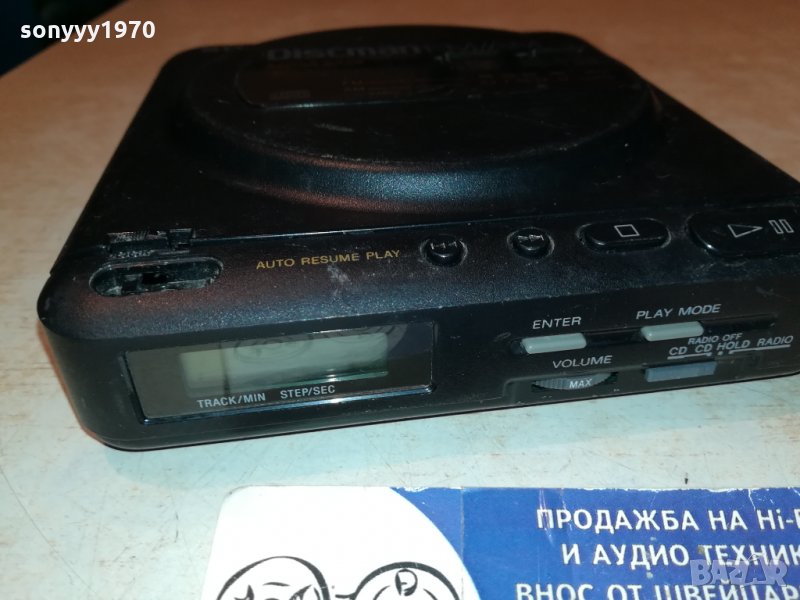 sonyyy1970
Discman
AUTO RESUME PLAY
ENTER
PLAY MODE
RADIO OFF
CD CD HOLD RADIO
VOLUME
MAX
TRACK/MIN STEP/SEC
ПРОДАЖБА НА Hi-
И АУДИО ТЕХНИК
ВНОС ОТ ШВЕЙЦАР
BAZAR